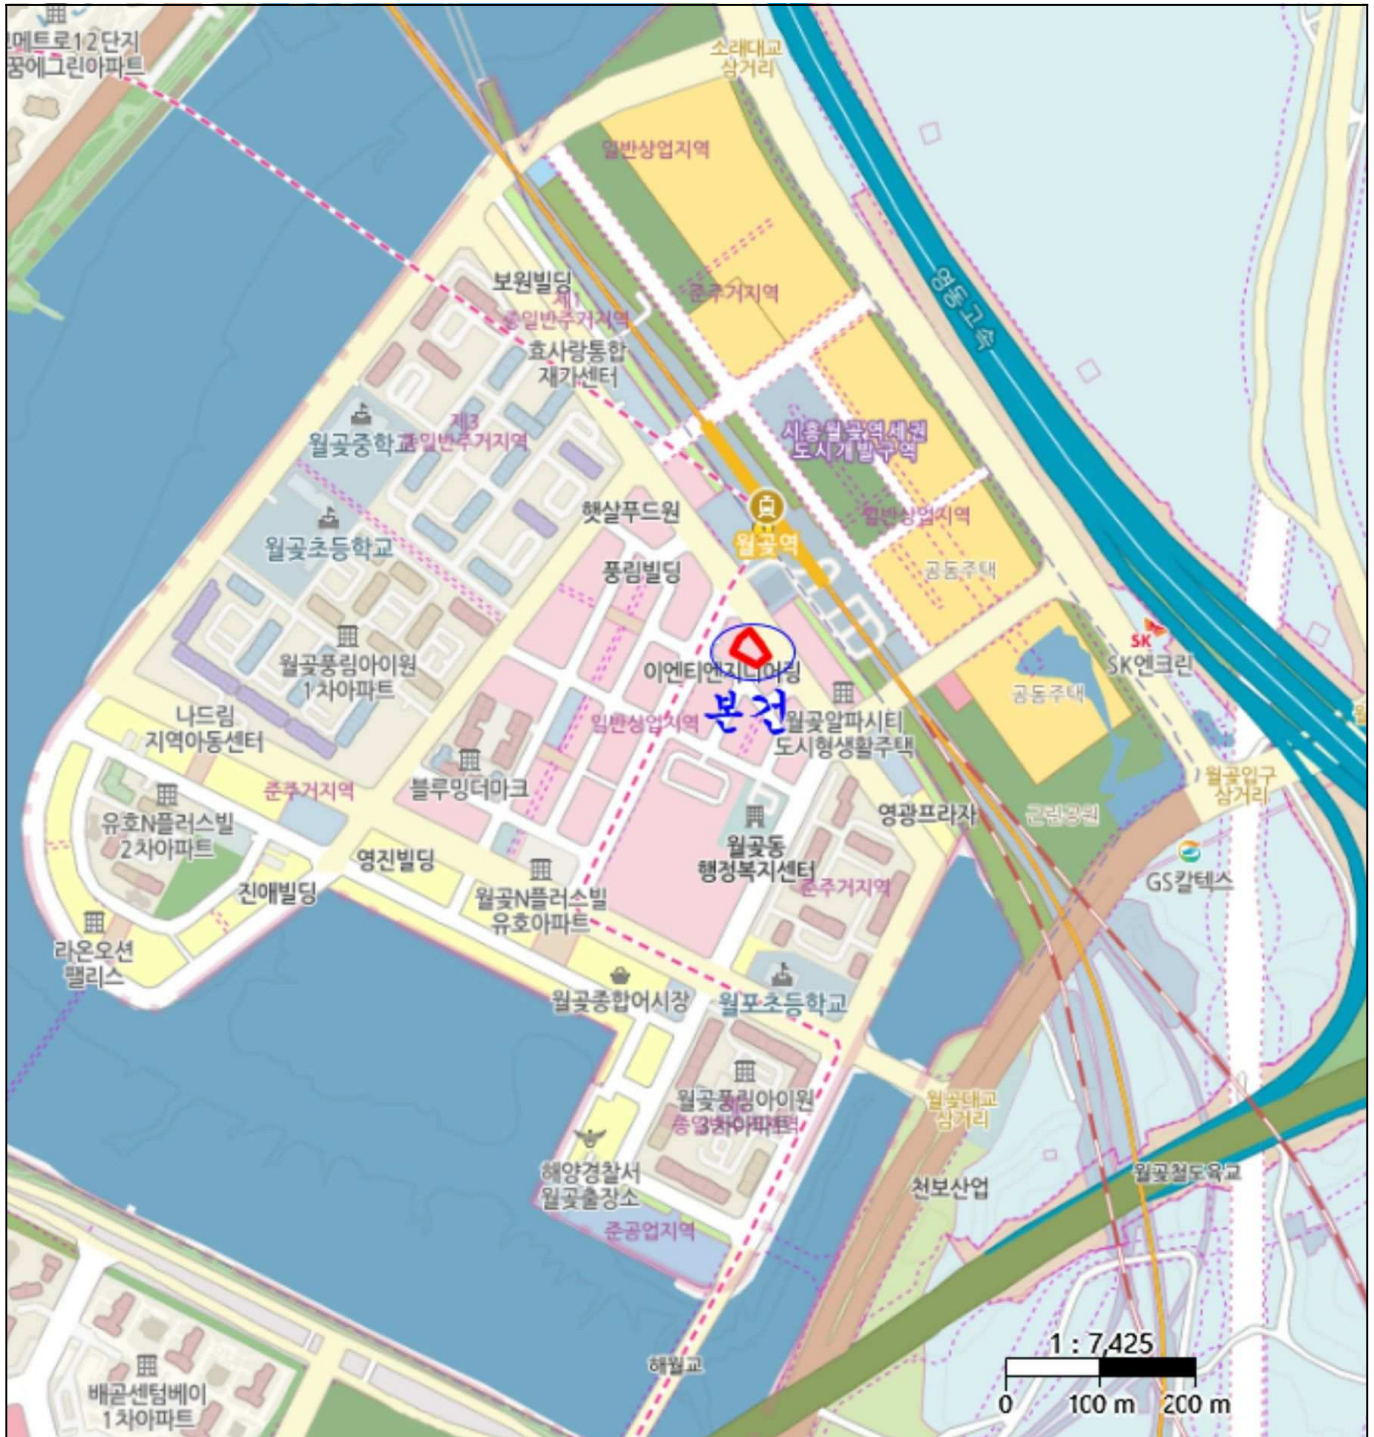 메트로12단지
꿈에그린아파트
소래대교
삼거리
일반상업지역
영동고속
보원빌딩
제1
종일반주거지역
준주거지역
효사랑통합
재가센터
월곶중학교
제3
종일반주거지역
시흥월곶역세권
도시개발구역
햇살푸드원
일반상업지역
월곶초등학교
월곶역
풍림빌딩
공동주택
월곶풍림아이원
1차아파트
이엔티엔지니어링
SK
SK엔크린
본건
공동주택
나드림
지역아동센터
일반상업지역
월곶알파시티
도시형생활주택
블루밍더마크
준주거지역
월곶입구
삼거리
유호N플러스빌
2차아파트
영광프라자
근린공원
영진빌딩
월곶동
행정복지센터
GS칼텍스
진애빌딩
월곶N플러스빌
유호아파트
준주거지역
라온오션
팰리스
월곶종합어시장
월포초등학교
월곶풍림아이원
3차아파트
월곶대교
삼거리
해양경찰서
월곶출장소
천보산업
월곶철도육교
준공업지역
해월교
배곧센텀베이
1차아파트
1 : 7,425
0 100 m 200 m